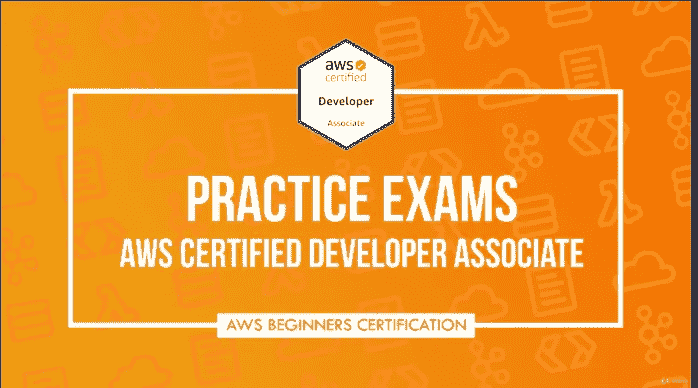 aws
certified
Developer
Associate
PRACTICE EXAMS
AWS CERTIFIED DEVELOPER ASSOCIATE
AWS BEGINNERS CERTIFICATION